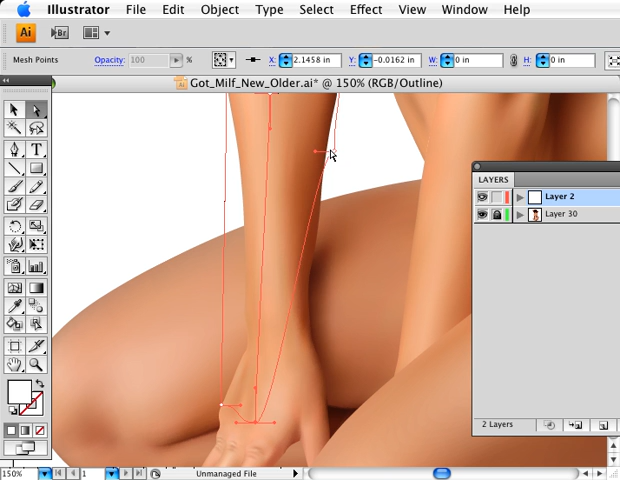 Illustrator File Edit Object Type Select Effect View Window Help
Ai Br
Mesh Points Opacity: 100 % X: 2.1458 in Y: -0.0162 in W: 0 in H: 0 in
Got_Milf_New_Older.ai* @ 150% (RGB/Outline)
LAYERS
Layer 2
Layer 30
2 Layers
T
150% 1 Unmanaged File